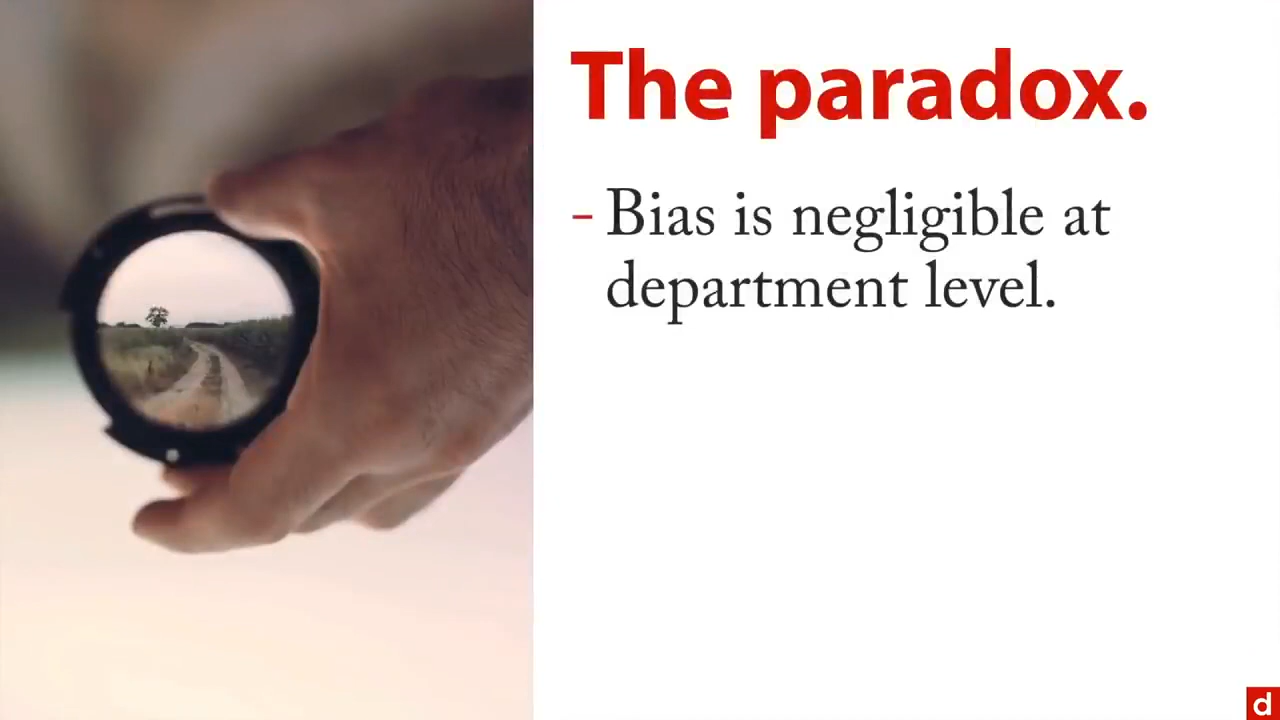 The paradox.
- Bias is negligible at
department level.
d